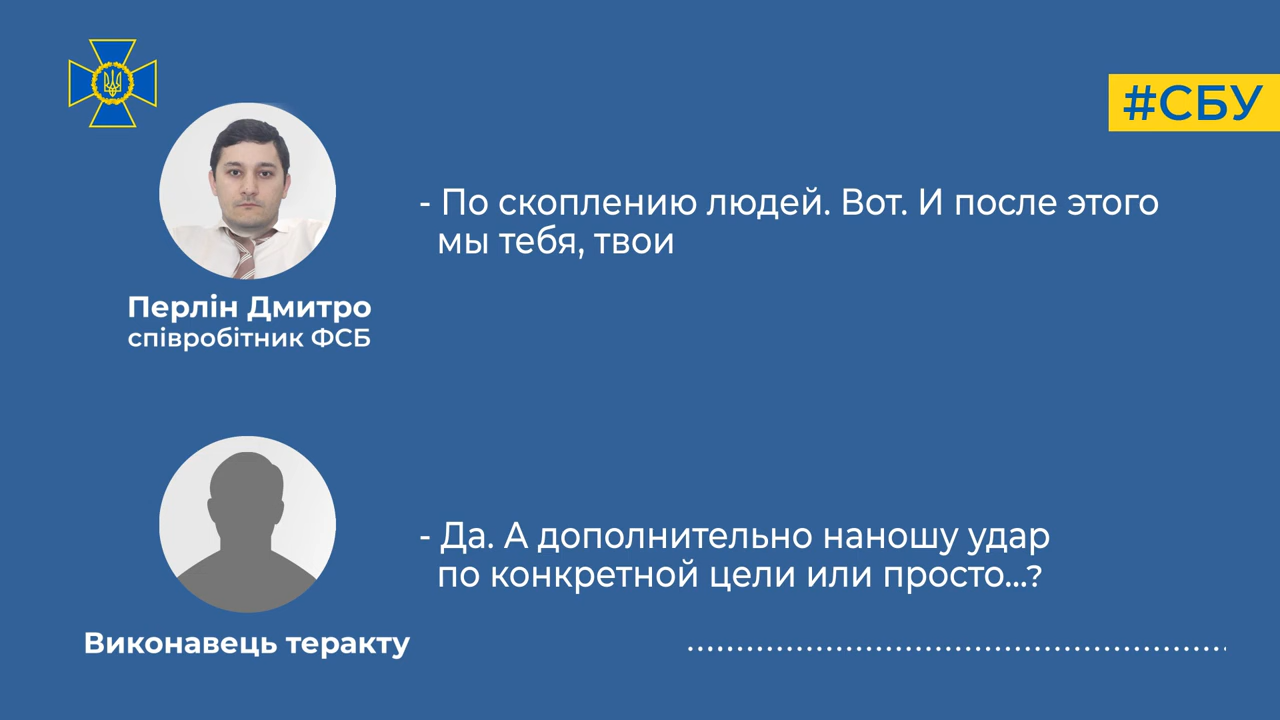 #СБУ
- По скоплению людей. Вот. И после этого
мы тебя, твои
Перлін Дмитро
співробітник ФСБ
- Да. А дополнительно наношу удар
по конкретной цели или просто...?
Виконавець теракту